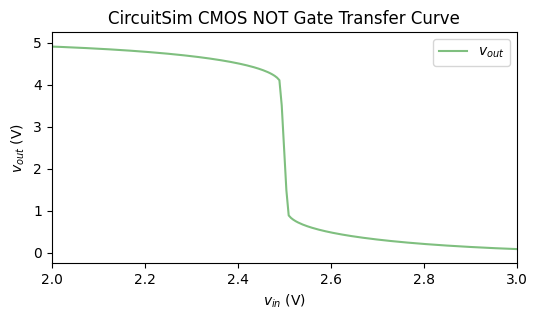 CircuitSim CMOS NOT Gate Transfer Curve
5
4
3
2
1
0
v_out (V)
v_out
2.0 2.2 2.4 2.6 2.8 3.0
v_in (V)